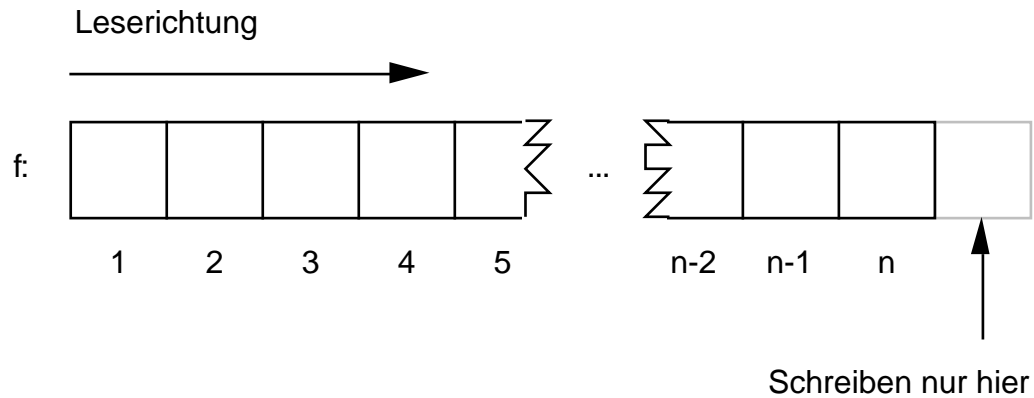 Leserichtung
f:
...
1 2 3 4 5 n-2 n-1 n
Schreiben nur hier